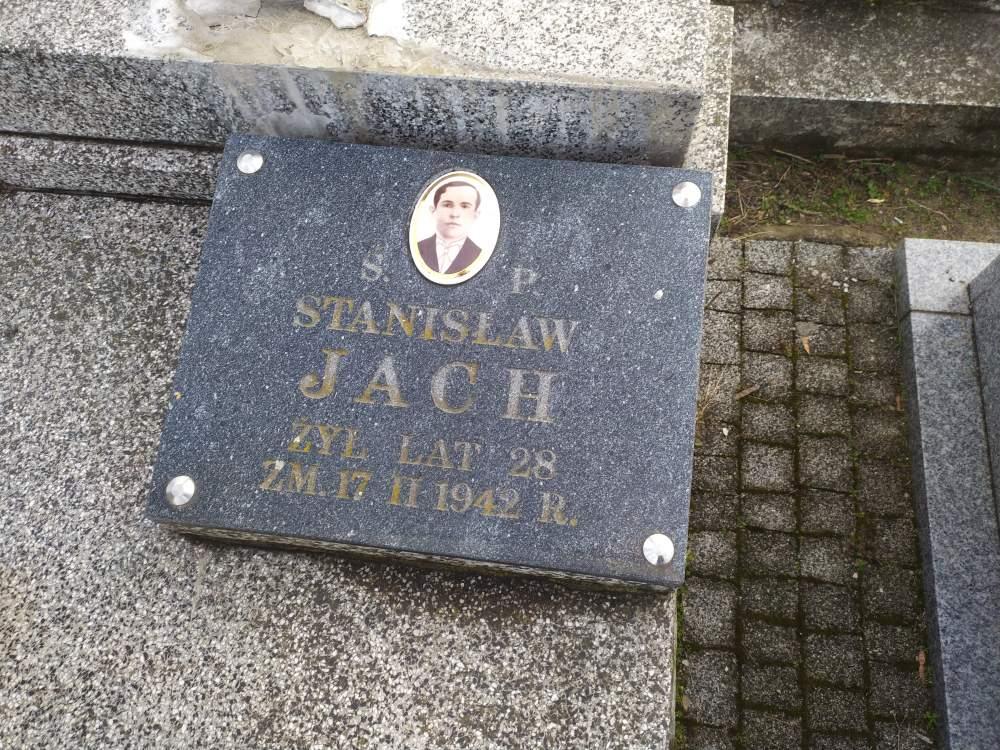 Ś. P.
STANISŁAW
JACH
ŻYŁ LAT 28
ZM. 17 II 1942 R.